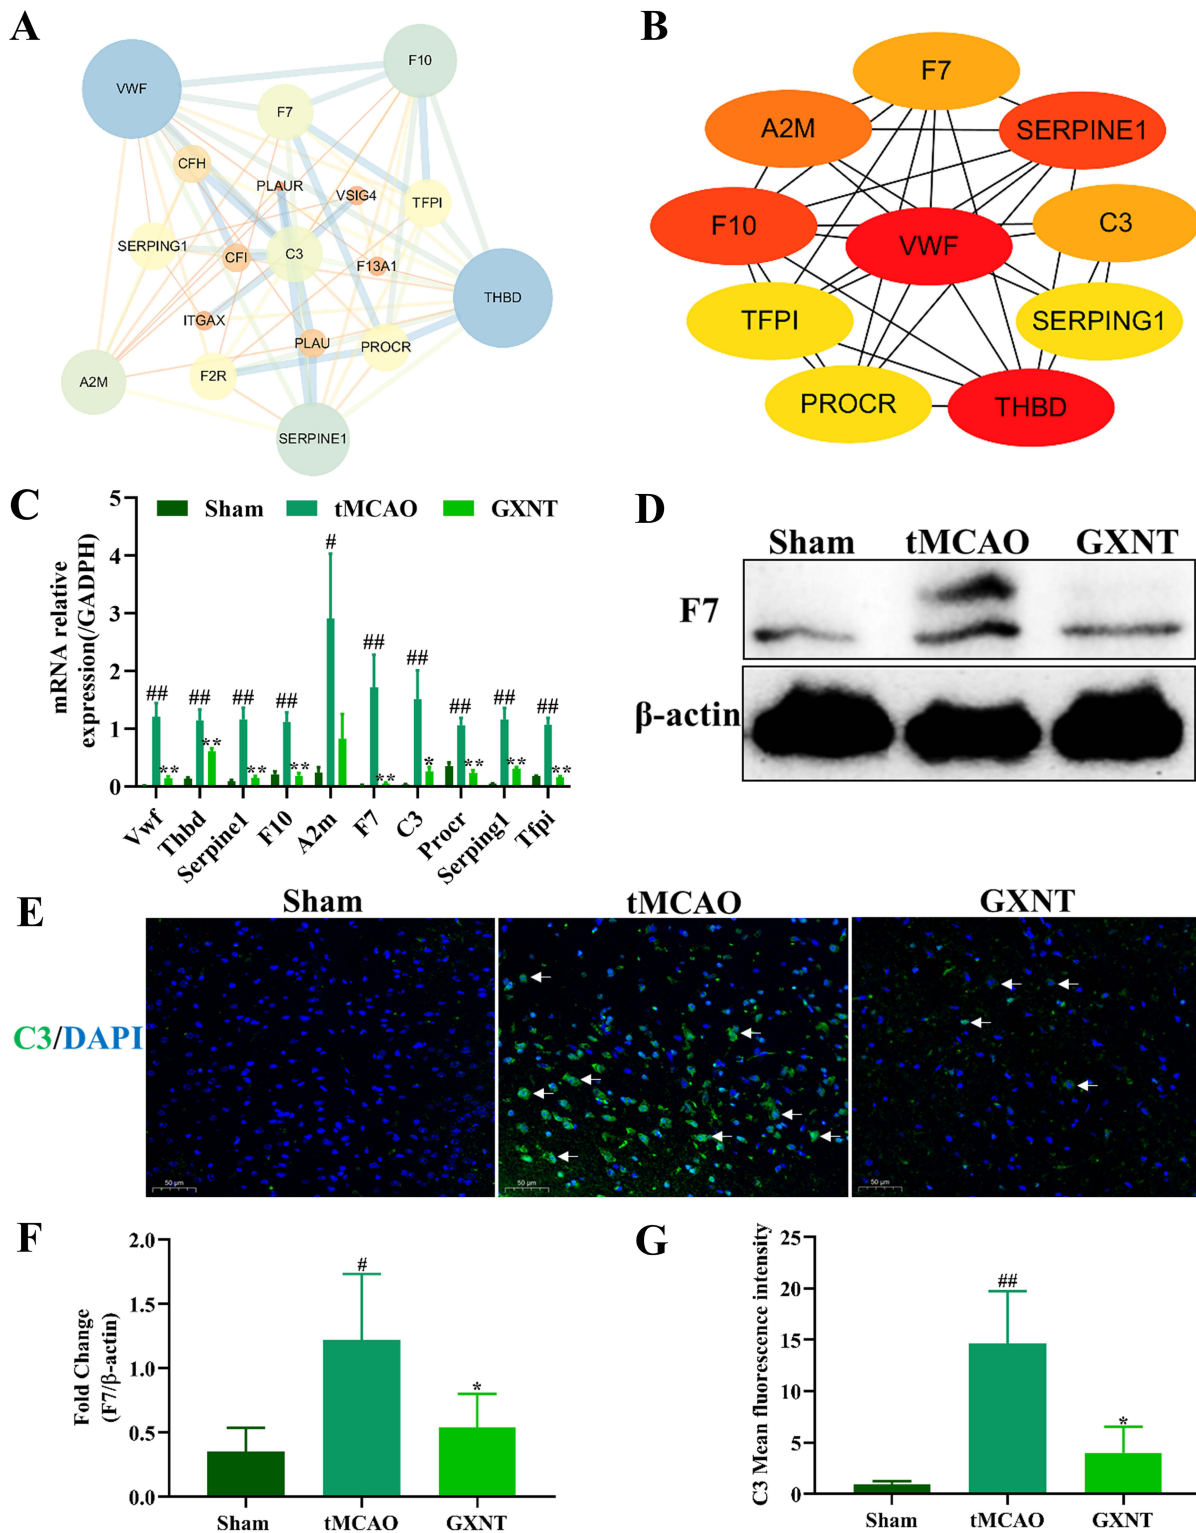 A
VWF
F10
F7
CFH
PLAUR
VSIG4
TFPI
SERPING1
CFI
C3
F13A1
THBD
ITGAX
PLAU
PROCR
A2M
F2R
SERPINE1
B
F7
A2M
SERPINE1
F10
VWF
C3
TFPI
SERPING1
PROCR
THBD
C
Sham tMCAO GXNT
mRNA relative
expression(/GADPH)
5
4
3
2
1
0
## ## ## ## # ## ## ## ## ##
** ** ** ** ** * ** ** **
Vwf Thbd Serpine1 F10 A2m F7 C3 Procr Serping1 Tfpi
D
Sham tMCAO GXNT
F7
β-actin
E
Sham tMCAO GXNT
C3/DAPI
50 μm 50 μm 50 μm
F
Fold Change
(F7/β-actin)
2.0
1.5
1.0
0.5
0.0
# *
Sham tMCAO GXNT
G
C3 Mean fluorescence intensity
25
20
15
10
5
0
## *
Sham tMCAO GXNT